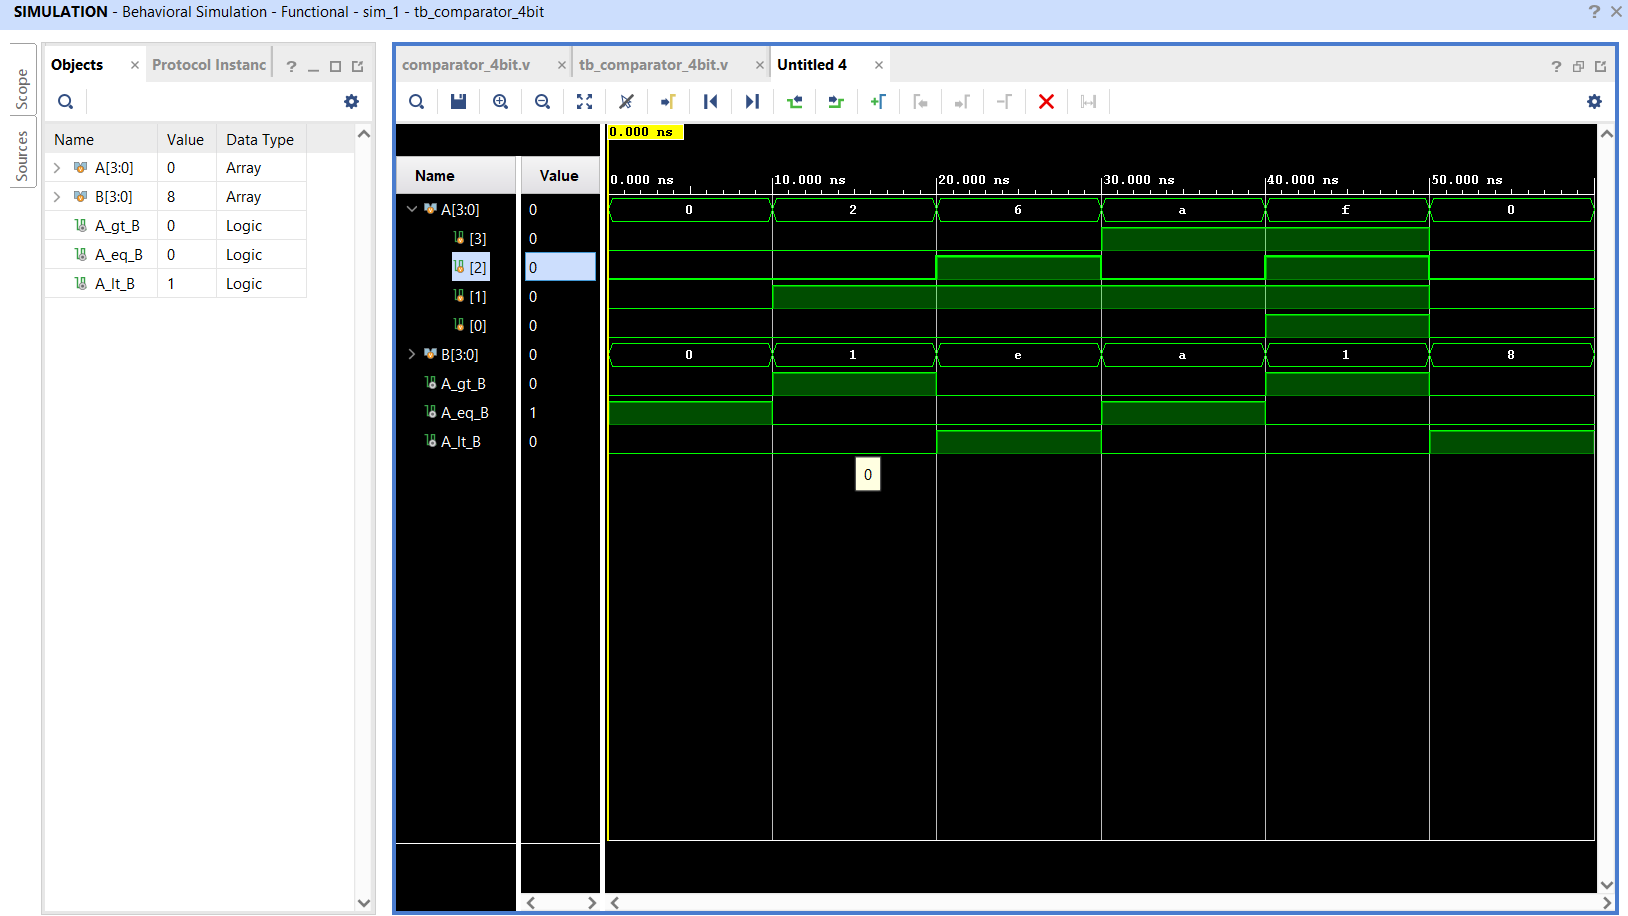 SIMULATION - Behavioral Simulation - Functional - sim_1 - tb_comparator_4bit
Scope
Sources
Objects
Protocol Instanc
Name Value Data Type
A[3:0] 0 Array
B[3:0] 8 Array
A_gt_B 0 Logic
A_eq_B 0 Logic
A_lt_B 1 Logic
comparator_4bit.v
tb_comparator_4bit.v
Untitled 4
0.000 ns
Name Value
0.000 ns 10.000 ns 20.000 ns 30.000 ns 40.000 ns 50.000 ns
A[3:0] 0 0 2 6 a f 0
[3] 0
[2] 0
[1] 0
[0] 0
B[3:0] 0 0 1 e a 1 8
A_gt_B 0
A_eq_B 1
A_lt_B 0
0